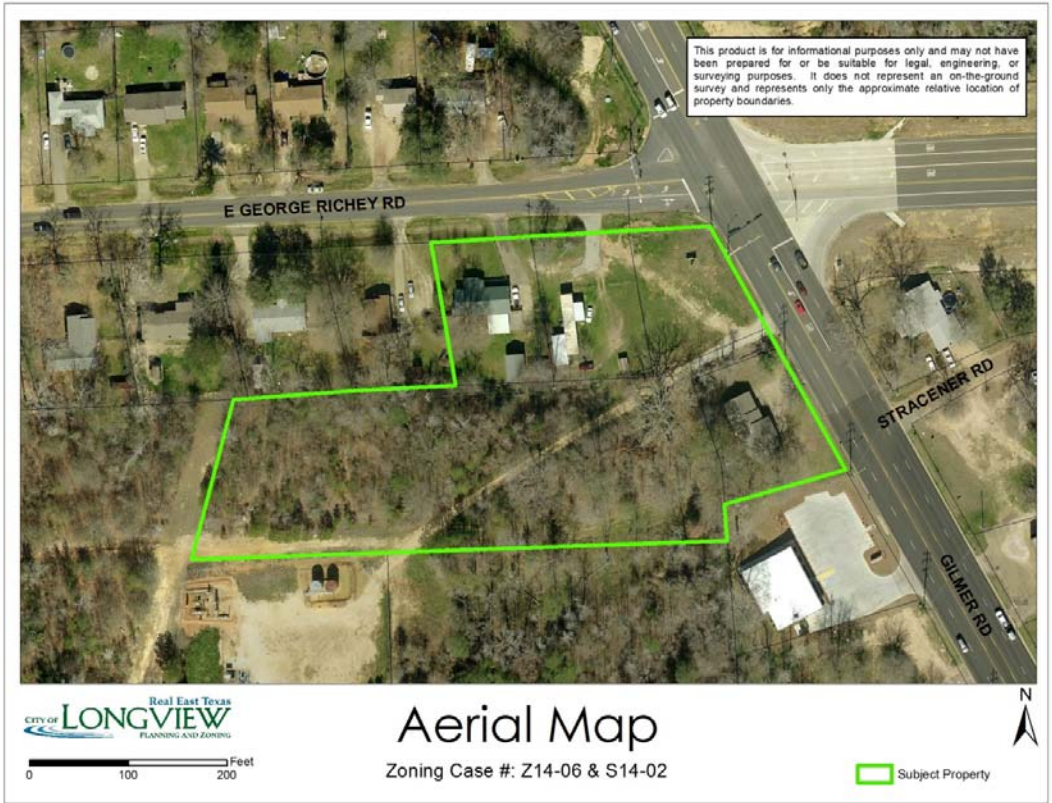 This product is for informational purposes only and may not have
been prepared for or be suitable for legal, engineering, or
surveying purposes. It does not represent an on-the-ground
survey and represents only the approximate relative location of
property boundaries.
E GEORGE RICHEY RD
STRACENER RD
GILMER RD
Real East Texas
CITY OF LONGVIEW
PLANNING AND ZONING
0 100 200 Feet
Aerial Map
Zoning Case #: Z14-06 & S14-02
N
Subject Property